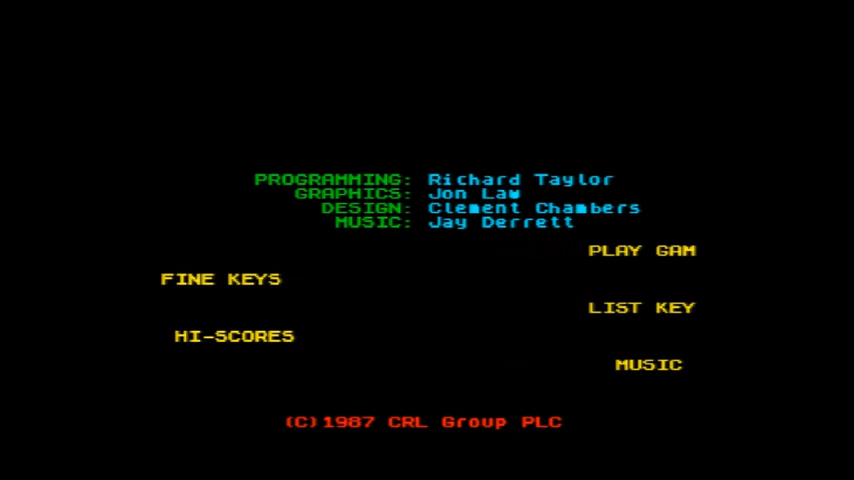 PROGRAMMING: Richard Taylor
GRAPHICS: Jon Law
DESIGN: Clement Chambers
MUSIC: Jay Derrett
PLAY GAM
FINE KEYS
LIST KEY
HI-SCORES
MUSIC
(C)1987 CRL Group PLC